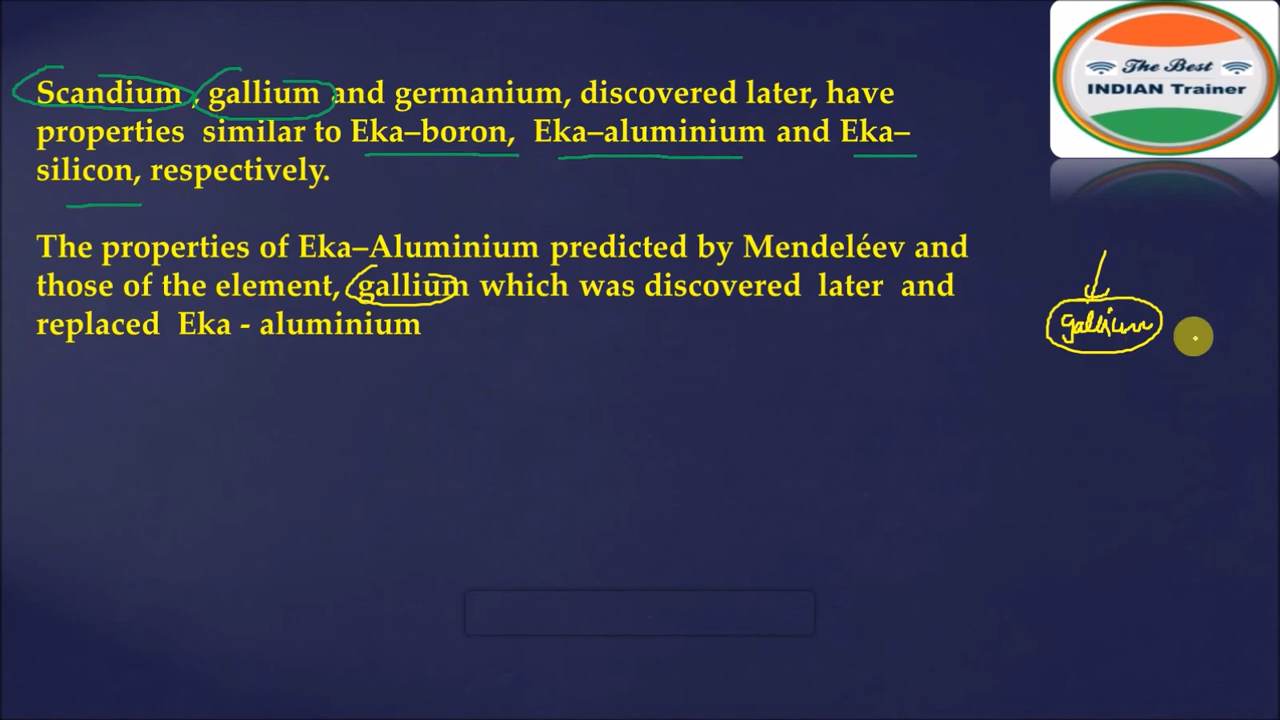 Scandium , gallium and germanium, discovered later, have
properties similar to Eka–boron, Eka–aluminium and Eka–
silicon, respectively.
The properties of Eka–Aluminium predicted by Mendeléev and
those of the element, gallium which was discovered later and
replaced Eka - aluminium
gallium
The Best
INDIAN Trainer